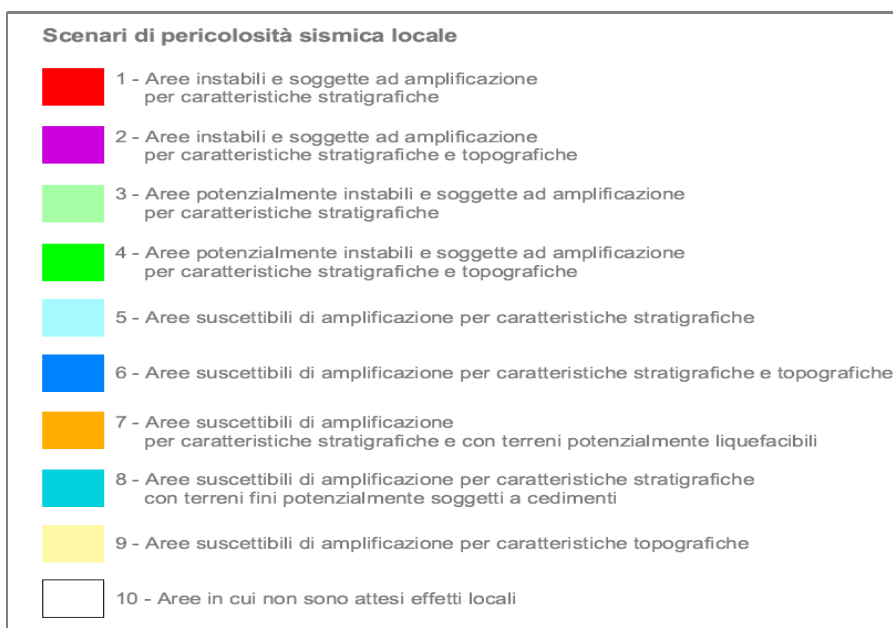 Scenari di pericolosità sismica locale
1 - Aree instabili e soggette ad amplificazione
per caratteristiche stratigrafiche
2 - Aree instabili e soggette ad amplificazione
per caratteristiche stratigrafiche e topografiche
3 - Aree potenzialmente instabili e soggette ad amplificazione
per caratteristiche stratigrafiche
4 - Aree potenzialmente instabili e soggette ad amplificazione
per caratteristiche stratigrafiche e topografiche
5 - Aree suscettibili di amplificazione per caratteristiche stratigrafiche
6 - Aree suscettibili di amplificazione per caratteristiche stratigrafiche e topografiche
7 - Aree suscettibili di amplificazione
per caratteristiche stratigrafiche e con terreni potenzialmente liquefacibili
8 - Aree suscettibili di amplificazione per caratteristiche stratigrafiche
con terreni fini potenzialmente soggetti a cedimenti
9 - Aree suscettibili di amplificazione per caratteristiche topografiche
10 - Aree in cui non sono attesi effetti locali